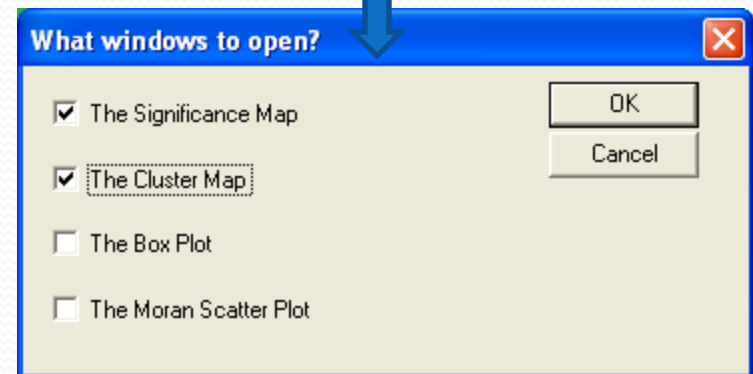 What windows to open?
The Significance Map
OK
Cancel
The Cluster Map
The Box Plot
The Moran Scatter Plot